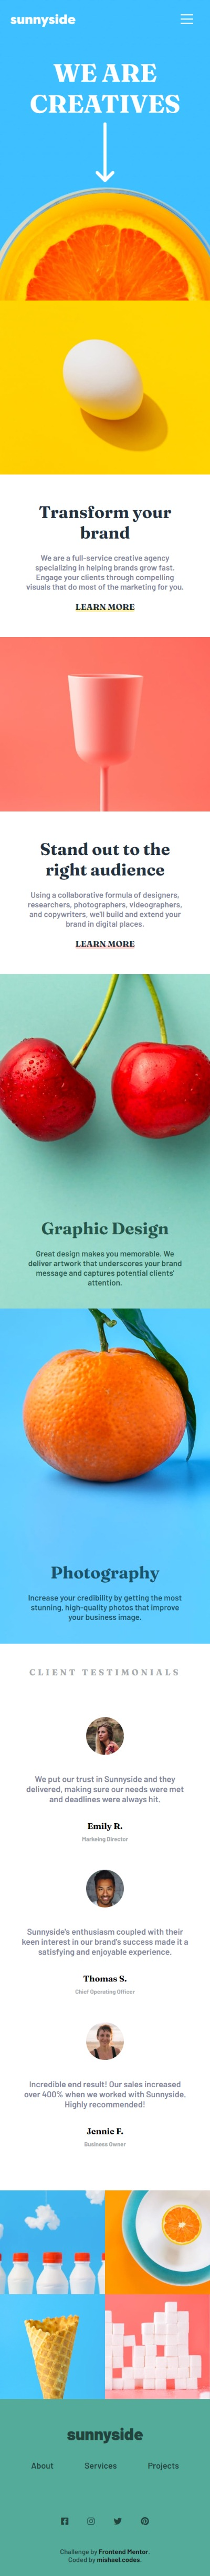 sunnyside
WE ARE
CREATIVES
Transform your
brand
We are a full-service creative agency
specializing in helping brands grow fast.
Engage your clients through compelling
visuals that do most of the marketing for you.
LEARN MORE
Stand out to the
right audience
Using a collaborative formula of designers,
researchers, photographers, videographers,
and copywriters, we'll build and extend your
brand in digital places.
LEARN MORE
Graphic Design
Great design makes you memorable. We
deliver artwork that underscores your brand
message and captures potential clients'
attention.
Photography
Increase your credibility by getting the most
stunning, high-quality photos that improve
your business image.
CLIENT TESTIMONIALS
We put our trust in Sunnyside and they
delivered, making sure our needs were met
and deadlines were always hit.
Emily R.
Marketing Director
Sunnyside's enthusiasm coupled with their
keen interest in our brand's success made it a
satisfying and enjoyable experience.
Thomas S.
Chief Operating Officer
Incredible end result! Our sales increased
over 400% when we worked with Sunnyside.
Highly recommended!
Jennie F.
Business Owner
sunnyside
About Services Projects
Challenge by Frontend Mentor.
Coded by mishael.codes.